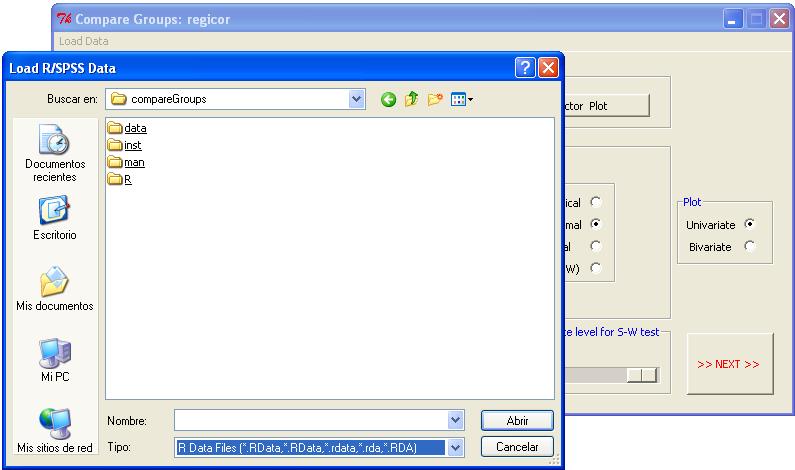 Compare Groups: regicor
Load Data
Load R/SPSS Data
Buscar en: compareGroups
data
inst
man
R
Documentos recientes
Escritorio
Mis documentos
Mi PC
Mis sitios de red
Nombre:
Abrir
Tipo: R Data Files (*.RData,*.RData,*.rdata,*.rda,*.RDA)
Cancelar
ctor Plot
ical
mal
al
W)
Plot
Univariate
Bivariate
e level for S-W test
>> NEXT >>